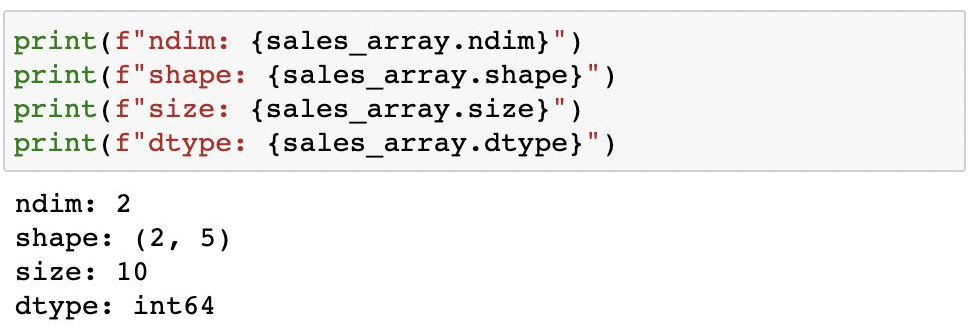 print(f"ndim: {sales_array.ndim}")
print(f"shape: {sales_array.shape}")
print(f"size: {sales_array.size}")
print(f"dtype: {sales_array.dtype}")
ndim: 2
shape: (2, 5)
size: 10
dtype: int64